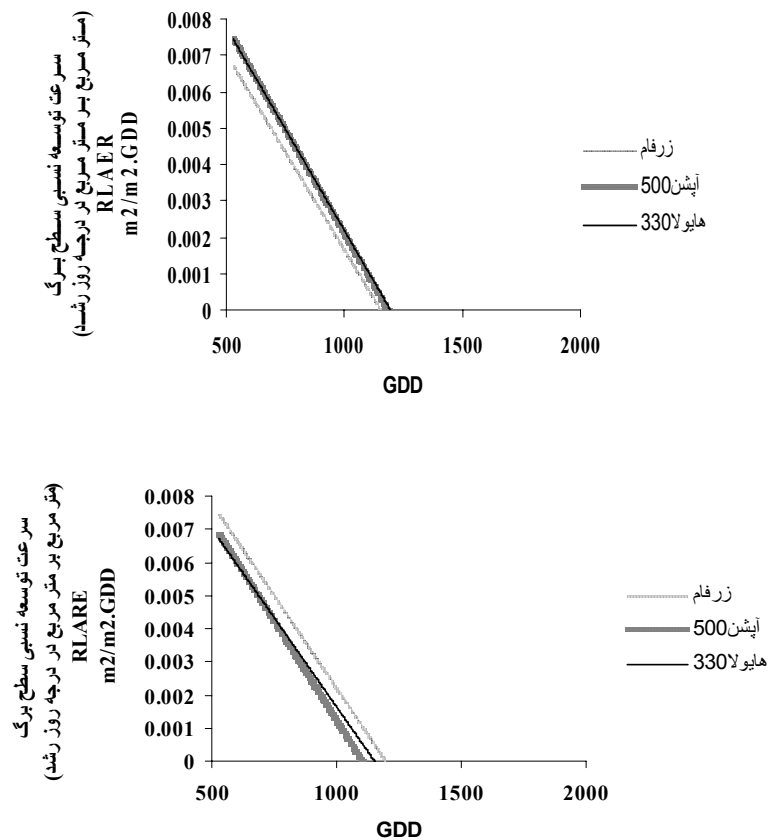 سرعت توسعه نسبی سطح برگ
(متر مربع بر متر مربع در درجه روز رشد)
RLAER
m2/m2.GDD
0.008
0.007
0.006
0.005
0.004
0.003
0.002
0.001
0
500 1000 1500 2000
GDD
زرفام
آپشن500
هایولا330
سرعت توسعه نسبی سطح برگ
(متر مربع بر متر مربع در درجه روز رشد)
RLARE
m2/m2.GDD
0.008
0.007
0.006
0.005
0.004
0.003
0.002
0.001
0
500 1000 1500 2000
GDD
زرفام
آپشن500
هایولا330